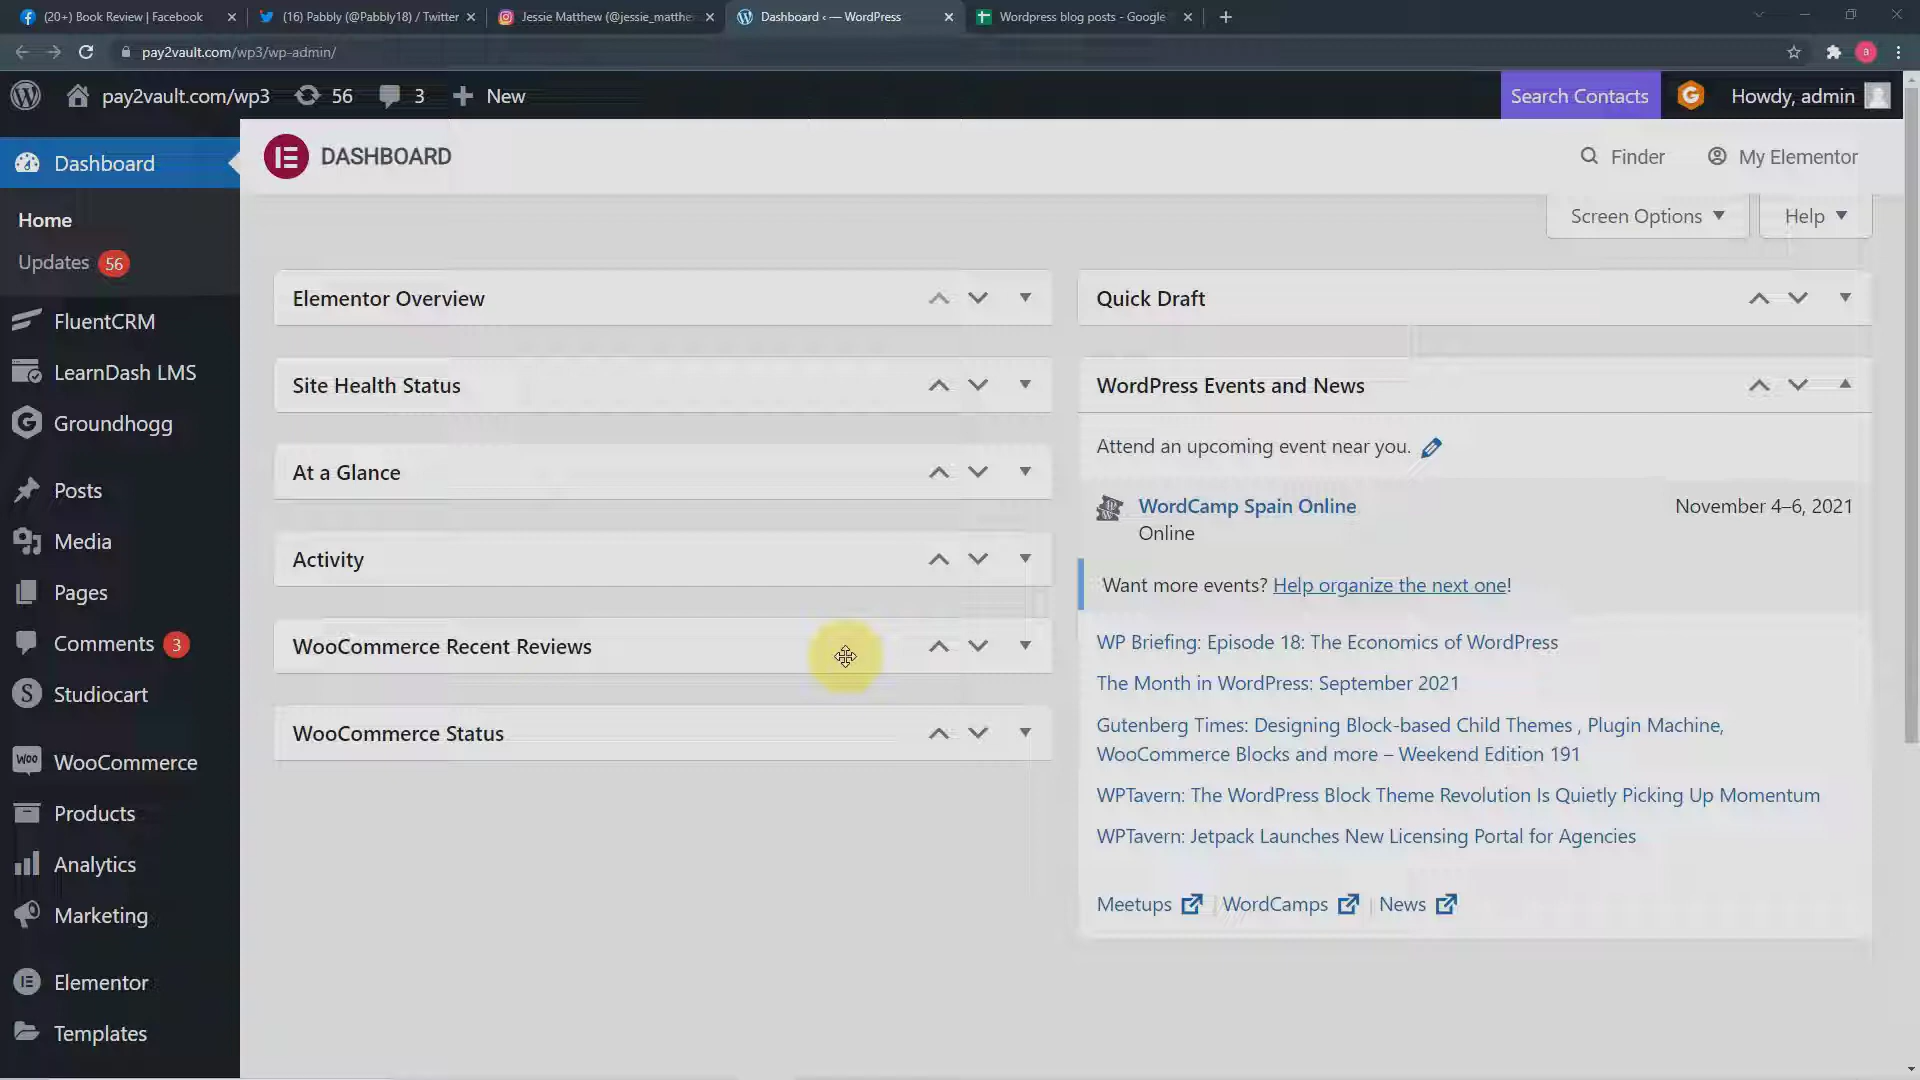 (20+) Book Review | Facebook
(16) Pabbly (@Pabbly18) / Twitter
Jessie Matthew (@jessie_matthe
Dashboard ‹ — WordPress
Wordpress blog posts - Google
pay2vault.com/wp3/wp-admin/
a
pay2vault.com/wp3 56 3 New
Search Contacts
Howdy, admin
Dashboard
Home
Updates 56
FluentCRM
LearnDash LMS
Groundhogg
Posts
Media
Pages
Comments 3
Studiocart
WooCommerce
Products
Analytics
Marketing
Elementor
Templates
DASHBOARD
Finder
My Elementor
Screen Options
Help
Elementor Overview
Site Health Status
At a Glance
Activity
WooCommerce Recent Reviews
WooCommerce Status
Quick Draft
WordPress Events and News
Attend an upcoming event near you.
WordCamp Spain Online November 4–6, 2021
Online
Want more events? Help organize the next one!
WP Briefing: Episode 18: The Economics of WordPress
The Month in WordPress: September 2021
Gutenberg Times: Designing Block-based Child Themes , Plugin Machine,
WooCommerce Blocks and more – Weekend Edition 191
WPTavern: The WordPress Block Theme Revolution Is Quietly Picking Up Momentum
WPTavern: Jetpack Launches New Licensing Portal for Agencies
Meetups | WordCamps | News